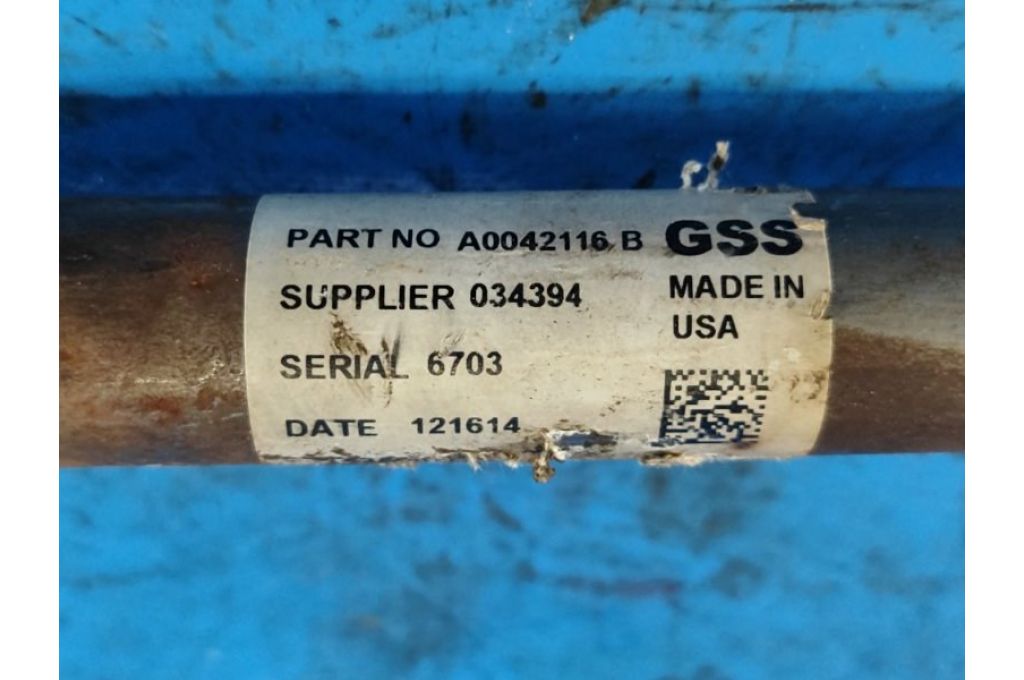 PART NO A0042116 B GSS
SUPPLIER 034394
MADE IN
USA
SERIAL 6703
DATE 121614